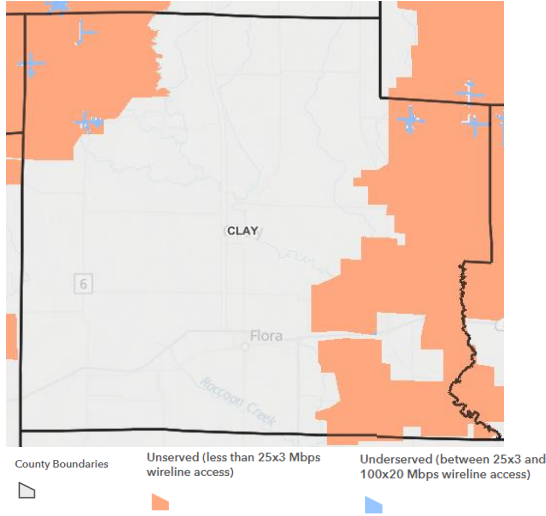 CLAY
6
Flora
Raccoon Creek
County Boundaries
Unserved (less than 25x3 Mbps
wireline access)
Underserved (between 25x3 and
100x20 Mbps wireline access)